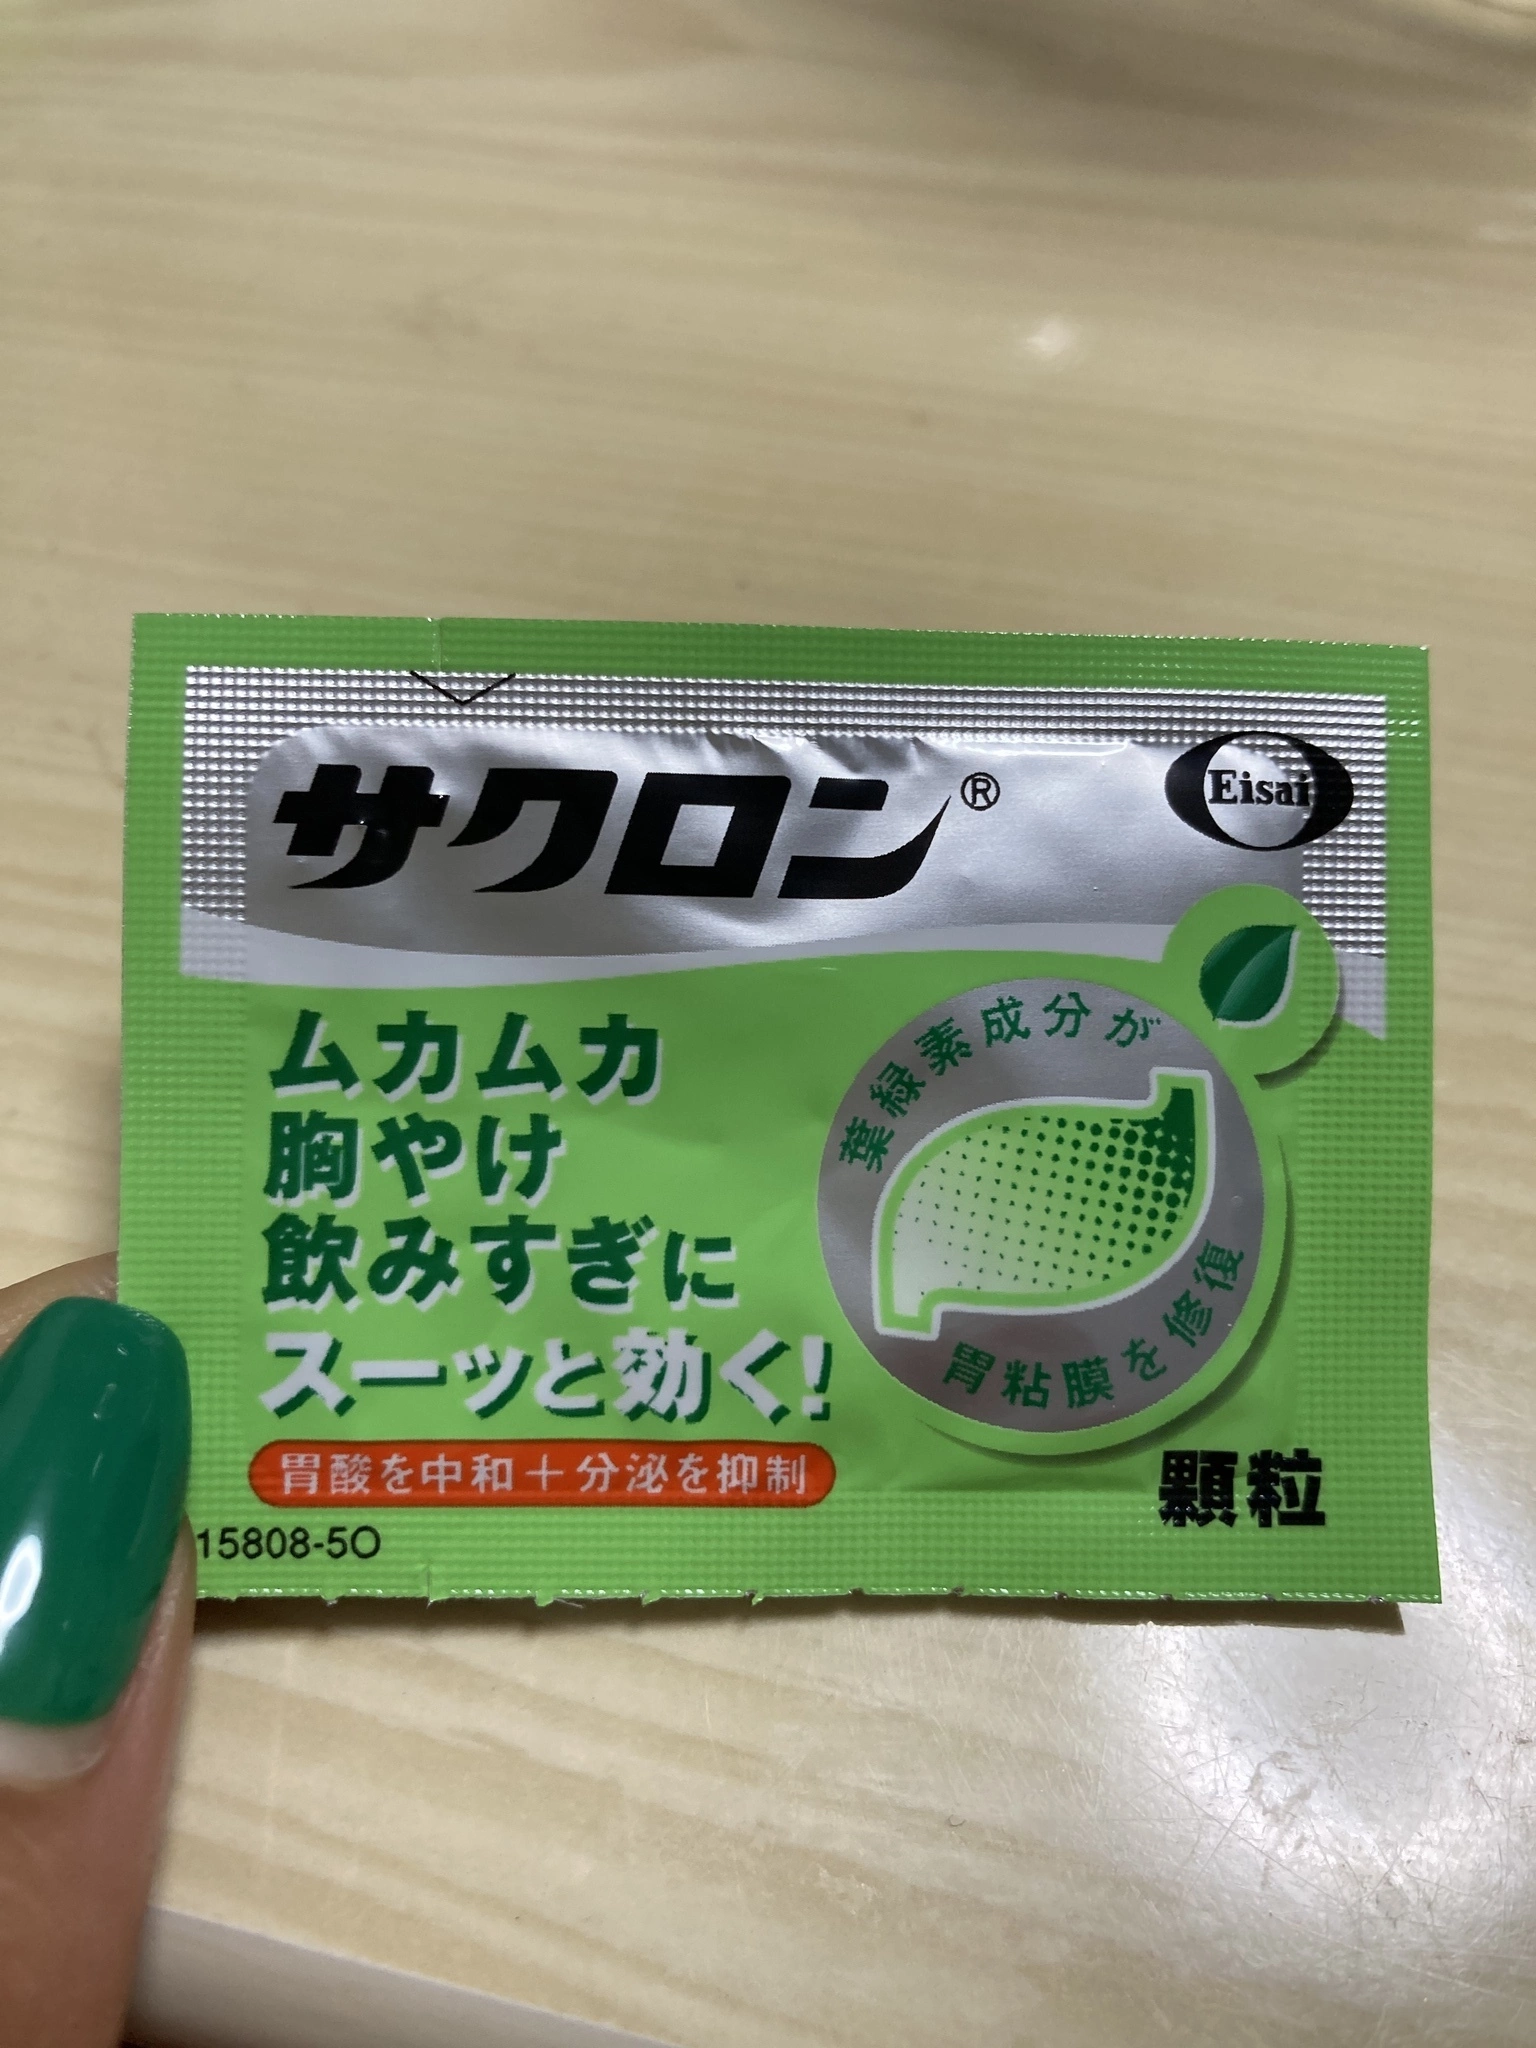 サクロン®
Eisai
ムカムカ
胸やけ
飲みすぎに
スーッと効く!
胃酸を中和+分泌を抑制
葉緑素成分が
胃粘膜を修復
顆粒
15808-5O